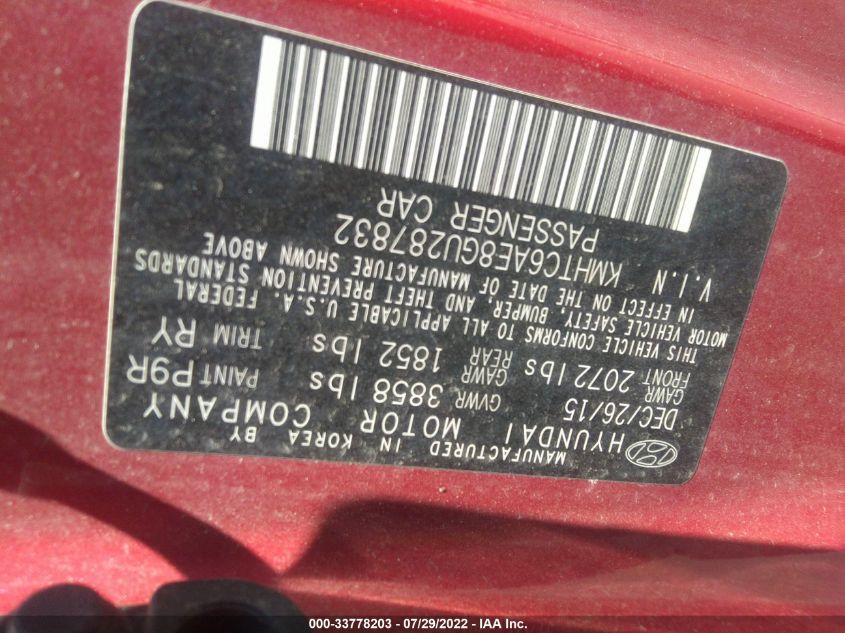 MANUFACTURED IN KOREA BY
HYUNDAI MOTOR COMPANY
DEC/26/15 GVWR 3858 lbs PAINT P9R
GAWR FRONT 2072 lbs GAWR REAR 1852 lbs TRIM RY
THIS VEHICLE CONFORMS TO ALL APPLICABLE U.S.A. FEDERAL
MOTOR VEHICLE SAFETY, BUMPER, AND THEFT PREVENTION STANDARDS
IN EFFECT ON THE DATE OF MANUFACTURE SHOWN ABOVE
V.I.N KMHTC6AE8GU287832
PASSENGER CAR
000-33778203 - 07/29/2022 - IAA Inc.